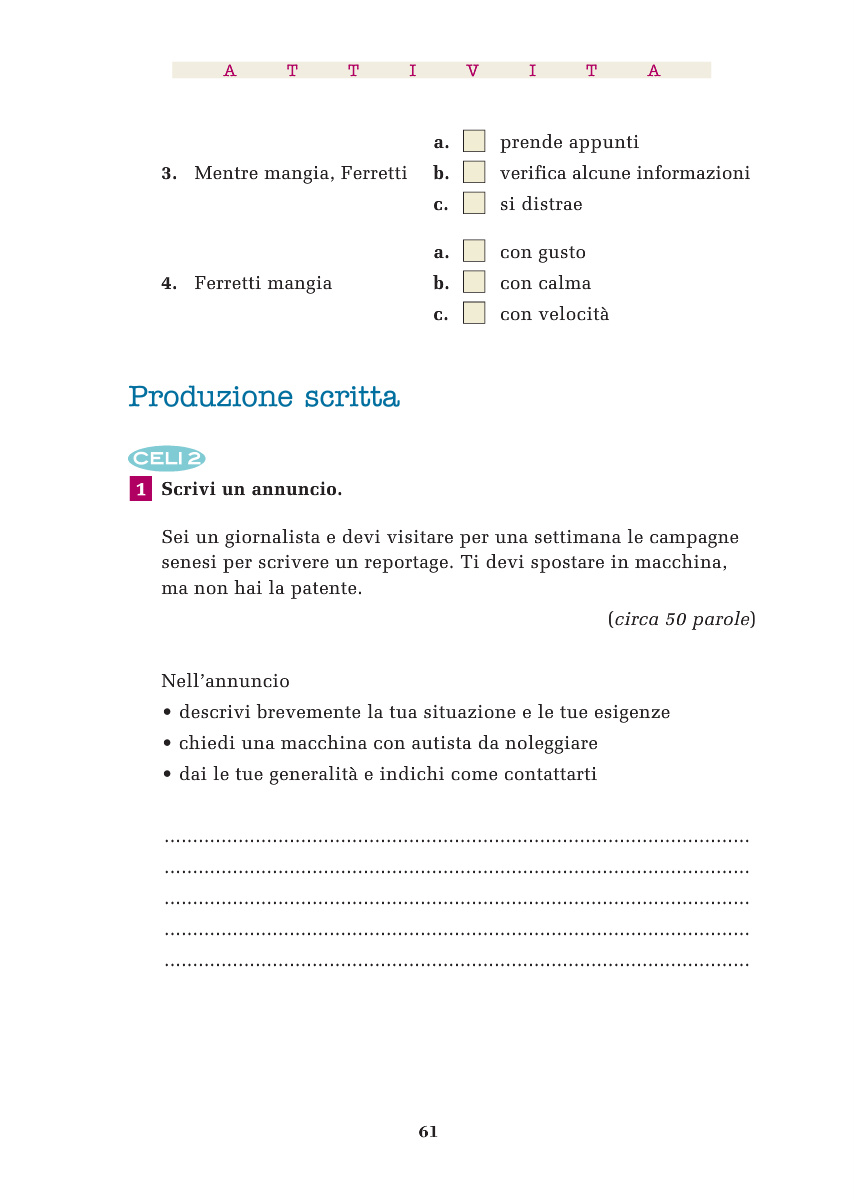 A T T I V I T A
a. prende appunti
3. Mentre mangia, Ferretti b. verifica alcune informazioni
c. si distrae
a. con gusto
4. Ferretti mangia b. con calma
c. con velocità
Produzione scritta
CELI 2
1 Scrivi un annuncio.
Sei un giornalista e devi visitare per una settimana le campagne
senesi per scrivere un reportage. Ti devi spostare in macchina,
ma non hai la patente.
(circa 50 parole)
Nell’annuncio
• descrivi brevemente la tua situazione e le tue esigenze
• chiedi una macchina con autista da noleggiare
• dai le tue generalità e indichi come contattarti
.......................................................................................................
.......................................................................................................
.......................................................................................................
.......................................................................................................
.......................................................................................................
61